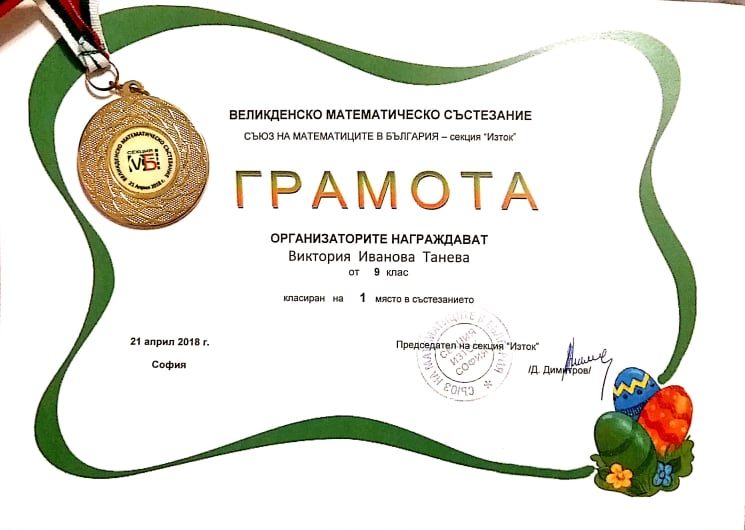 ВЕЛИКДЕНСКО МАТЕМАТИЧЕСКО СЪСТЕЗАНИЕ
СЪЮЗ НА МАТЕМАТИЦИТЕ В БЪЛГАРИЯ – секция "Изток"
ГРАМОТА
ОРГАНИЗАТОРИТЕ НАГРАЖДАВАТ
Виктория Иванова Танева
от 9 клас
класиран на 1 място в състезанието
21 април 2018 г.
София
Председател на секция "Изток"
/Д. Димитров/
СЪЮЗ НА МАТЕМАТИЦИТЕ В БЪЛГАРИЯ
СЕКЦИЯ
ИЗТОК
СОФИЯ
ВЕЛИКДЕНСКО МАТЕМАТИЧЕСКО СЪСТЕЗАНИЕ
СЕКЦИЯ
21 Април 2018 г.